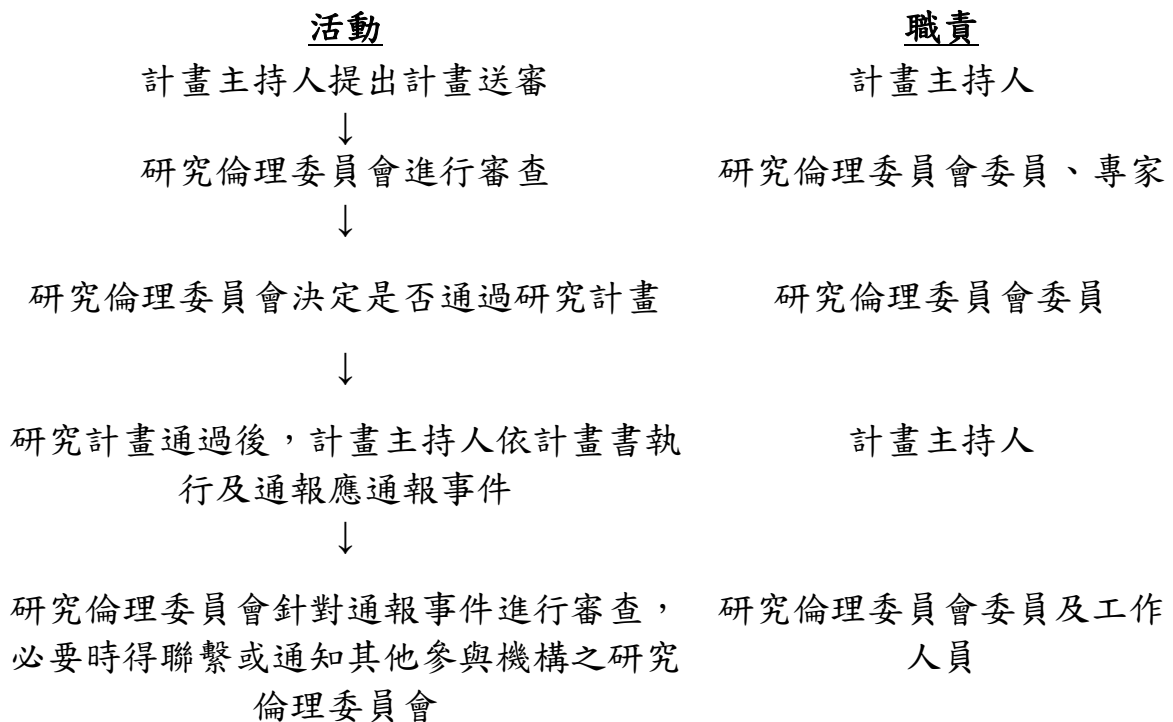 活動 職責
計畫主持人提出計畫送審 計畫主持人
↓
研究倫理委員會進行審查 研究倫理委員會委員、專家
↓
研究倫理委員會決定是否通過研究計畫 研究倫理委員會委員
↓
研究計畫通過後，計畫主持人依計畫書執 計畫主持人
行及通報應通報事件
↓
研究倫理委員會針對通報事件進行審查， 研究倫理委員會委員及工作
必要時得聯繫或通知其他參與機構之研究 人員
倫理委員會